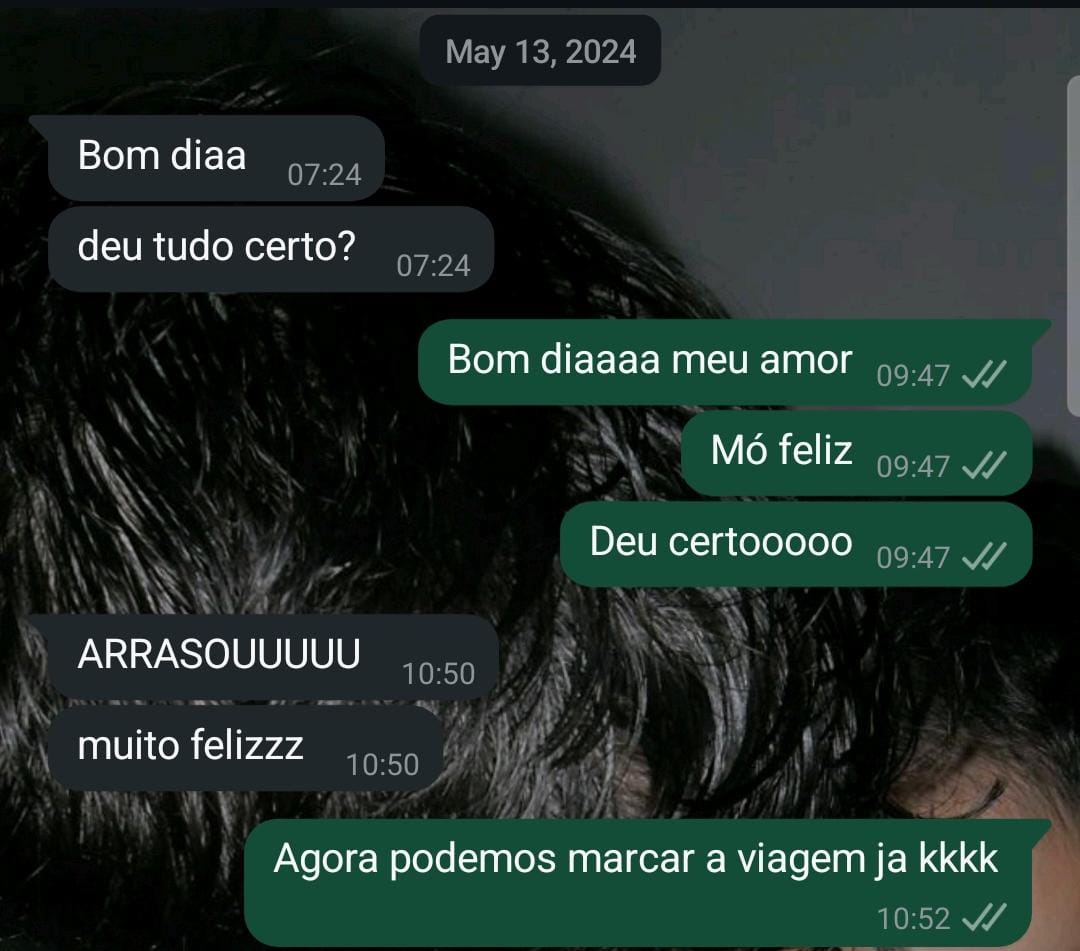 May 13, 2024
Bom diaa 07:24
deu tudo certo? 07:24
Bom diaaaa meu amor 09:47
Mó feliz 09:47
Deu certooooo 09:47
ARRASOUUUUU 10:50
muito felizzz 10:50
Agora podemos marcar a viagem ja kkkk
10:52